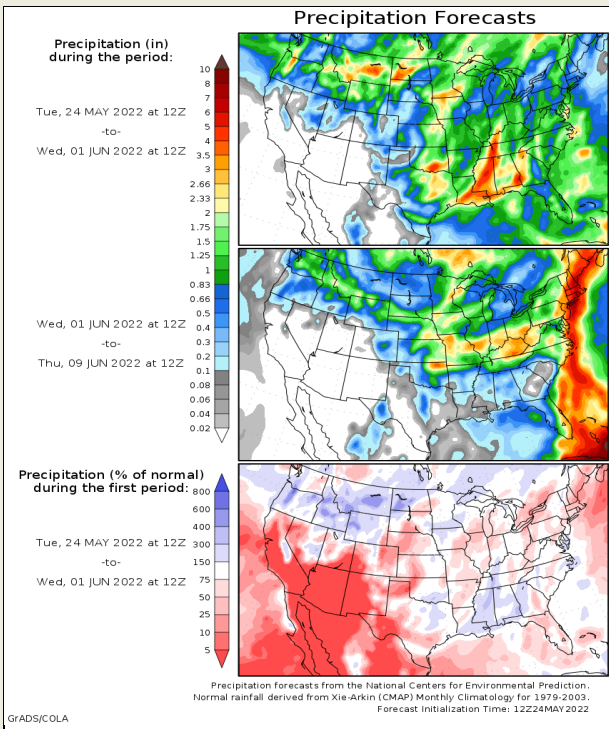 Precipitation Forecasts
Precipitation (in)
during the period:
Tue, 24 MAY 2022 at 12Z
-to-
Wed, 01 JUN 2022 at 12Z
10
8
7
6
5
4
3.5
3
2.66
2.33
2
1.75
1.5
1.25
1
0.83
0.66
0.5
0.4
0.3
0.2
0.1
0.08
0.06
0.04
0.02
Wed, 01 JUN 2022 at 12Z
-to-
Thu, 09 JUN 2022 at 12Z
Precipitation (% of normal)
during the first period:
Tue, 24 MAY 2022 at 12Z
-to-
Wed, 01 JUN 2022 at 12Z
800
600
400
300
150
75
50
25
10
5
Precipitation forecasts from the National Centers for Environmental Prediction.
Normal rainfall derived from Xie-Arkin (CMAP) Monthly Climatology for 1979-2003.
Forecast Initialization Time: 12Z24MAY2022
GrADS/COLA